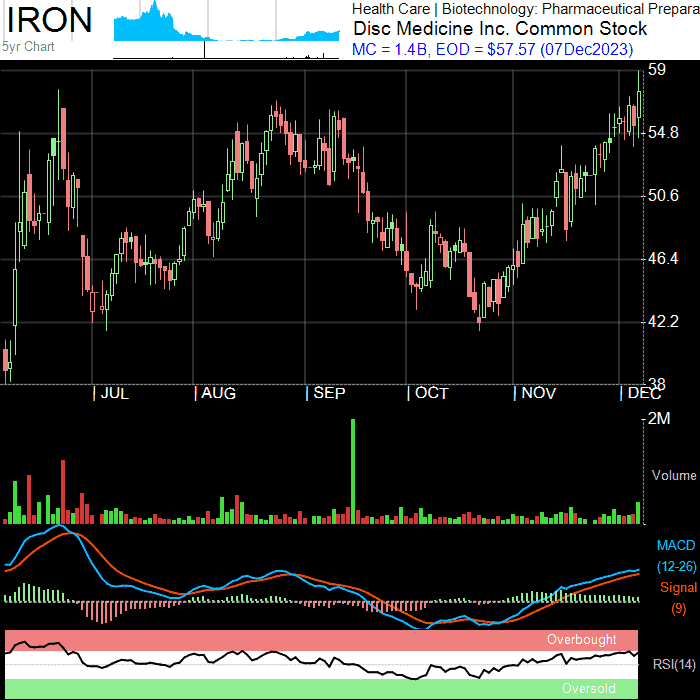 IRON
5yr Chart
Health Care | Biotechnology: Pharmaceutical Prepara
Disc Medicine Inc. Common Stock
MC = 1.4B, EOD = $57.57 (07Dec2023)
59
54.8
50.6
46.4
42.2
38
| JUL | AUG | SEP | OCT | NOV | DEC
2M
Volume
MACD
(12-26)
Signal
(9)
Overbought
RSI(14)
Oversold